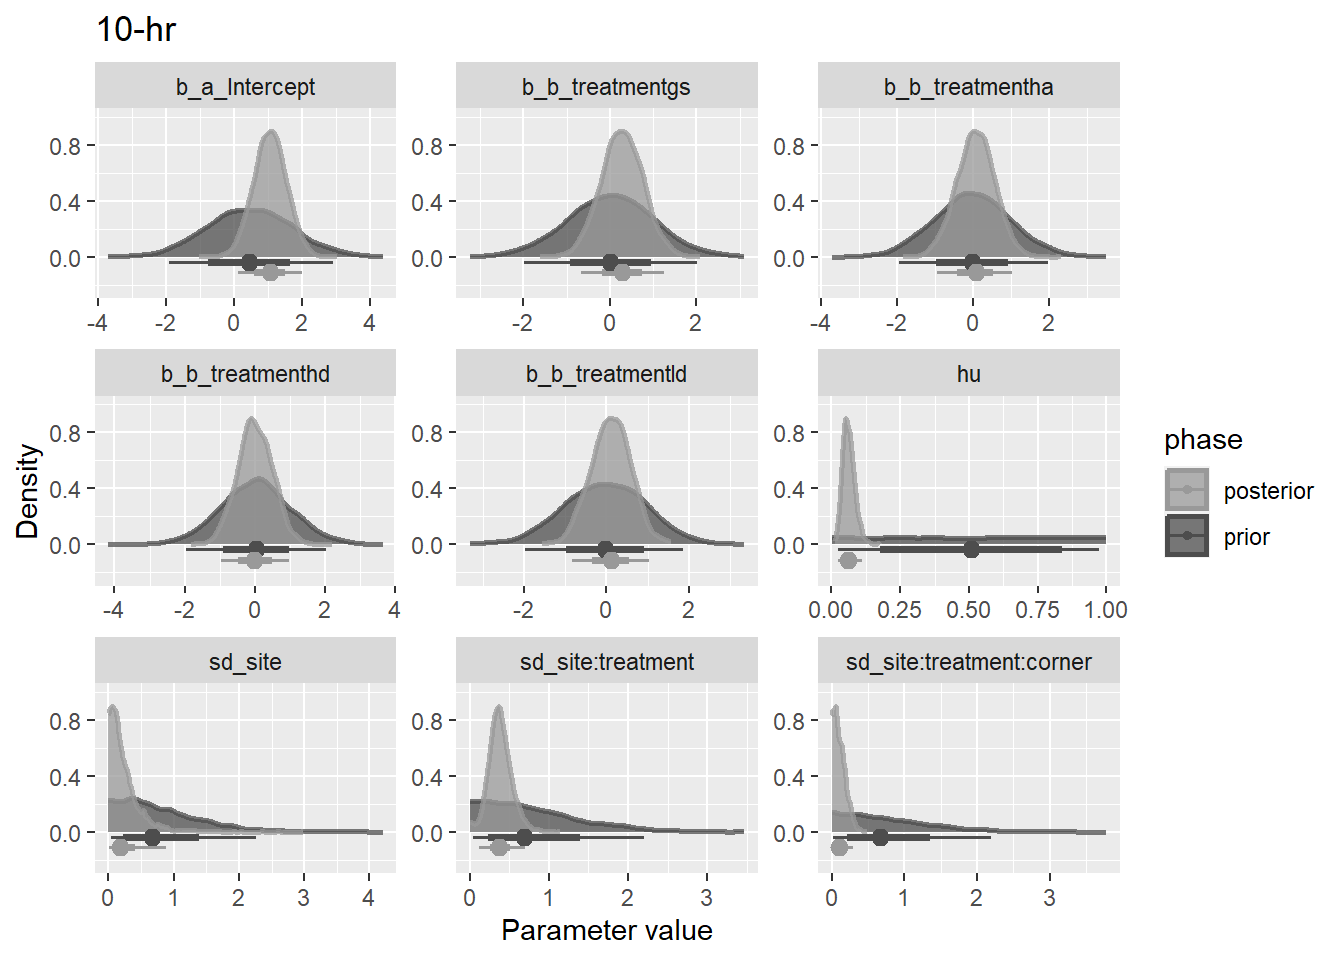 10-hr
b_a_Intercept
b_b_treatmentgs
b_b_treatmentha
0.8
0.4
0.0
0.8
0.4
0.0
0.8
0.4
0.0
-4 -2 0 2 4
-2 0 2
-4 -2 0 2
b_b_treatmenthd
b_b_treatmentld
hu
0.8
0.4
0.0
0.8
0.4
0.0
0.8
0.4
0.0
-4 -2 0 2 4
-2 0 2
0.00 0.25 0.50 0.75 1.00
sd_site
sd_site:treatment
sd_site:treatment:corner
0.8
0.4
0.0
0.8
0.4
0.0
0.8
0.4
0.0
0 1 2 3 4
0 1 2 3
0 1 2 3
Parameter value
Density
phase
posterior
prior